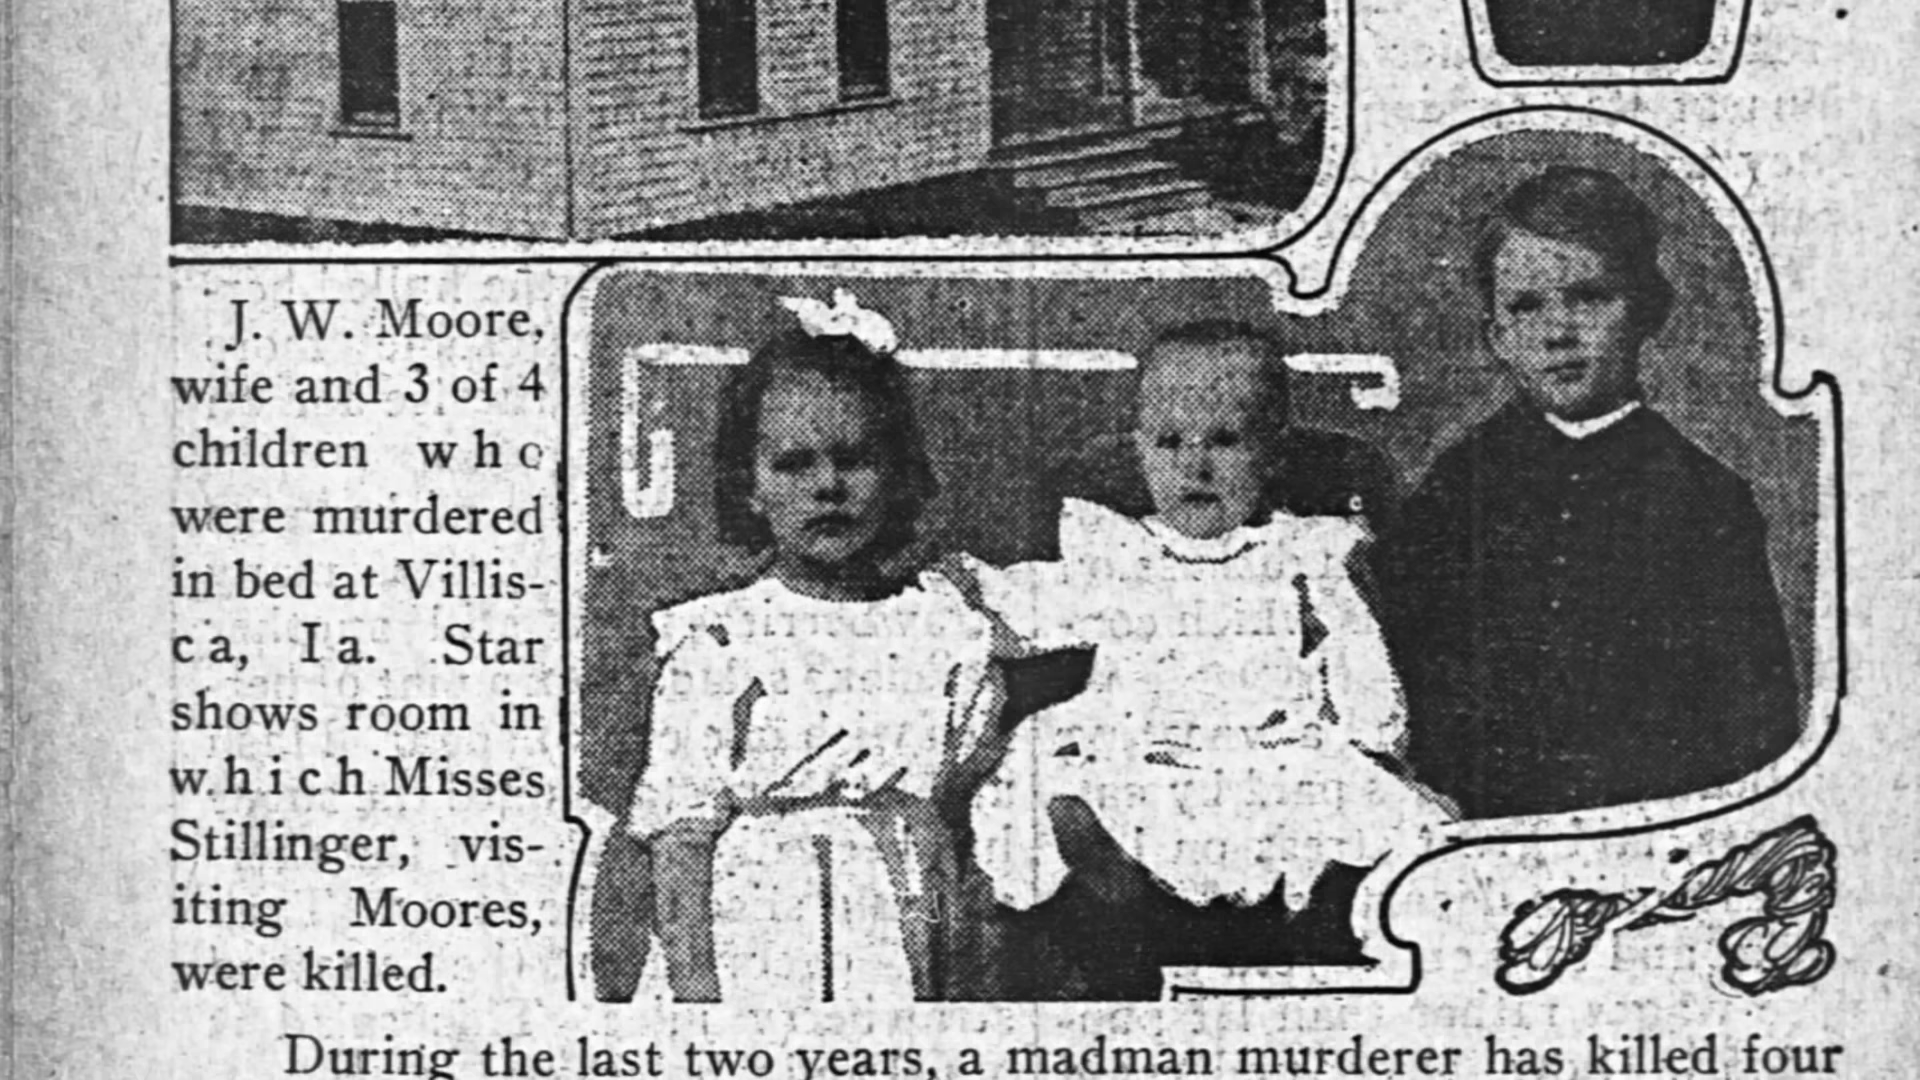 J. W. Moore,
wife and 3 of 4
children who
were murdered
in bed at Villis-
ca, Ia. Star
shows room in
which Misses
Stillinger, vis-
iting Moores,
were killed.
During the last two years, a madman murderer has killed four